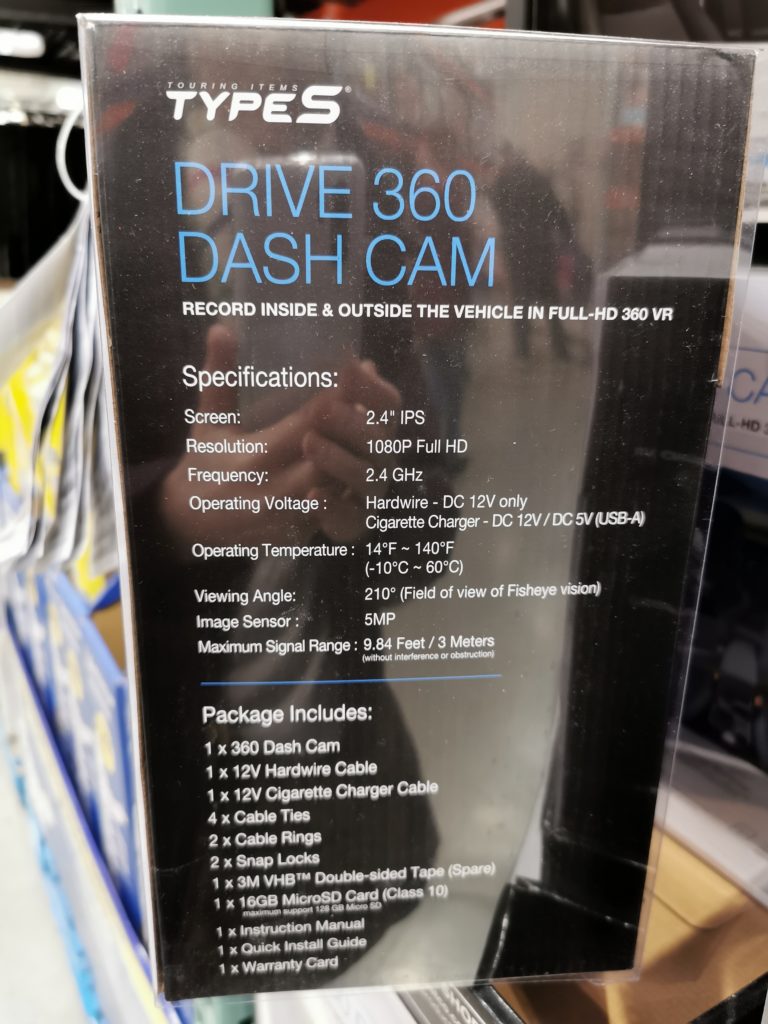 TOURING ITEMS
TYPE S®
DRIVE 360
DASH CAM
RECORD INSIDE & OUTSIDE THE VEHICLE IN FULL-HD 360 VR
Specifications:
Screen: 2.4" IPS
Resolution: 1080P Full HD
Frequency: 2.4 GHz
Operating Voltage : Hardwire - DC 12V only
Cigarette Charger - DC 12V / DC 5V (USB-A)
Operating Temperature : 14°F ~ 140°F
(-10°C ~ 60°C)
Viewing Angle: 210° (Field of view of Fisheye vision)
Image Sensor : 5MP
Maximum Signal Range : 9.84 Feet / 3 Meters
(without interference or obstruction)
Package Includes:
1 x 360 Dash Cam
1 x 12V Hardwire Cable
1 x 12V Cigarette Charger Cable
4 x Cable Ties
2 x Cable Rings
2 x Snap Locks
1 x 3M VHB™ Double-sided Tape (Spare)
1 x 16GB MicroSD Card (Class 10)
maximum support 128 GB Micro SD
1 x Instruction Manual
1 x Quick Install Guide
1 x Warranty Card